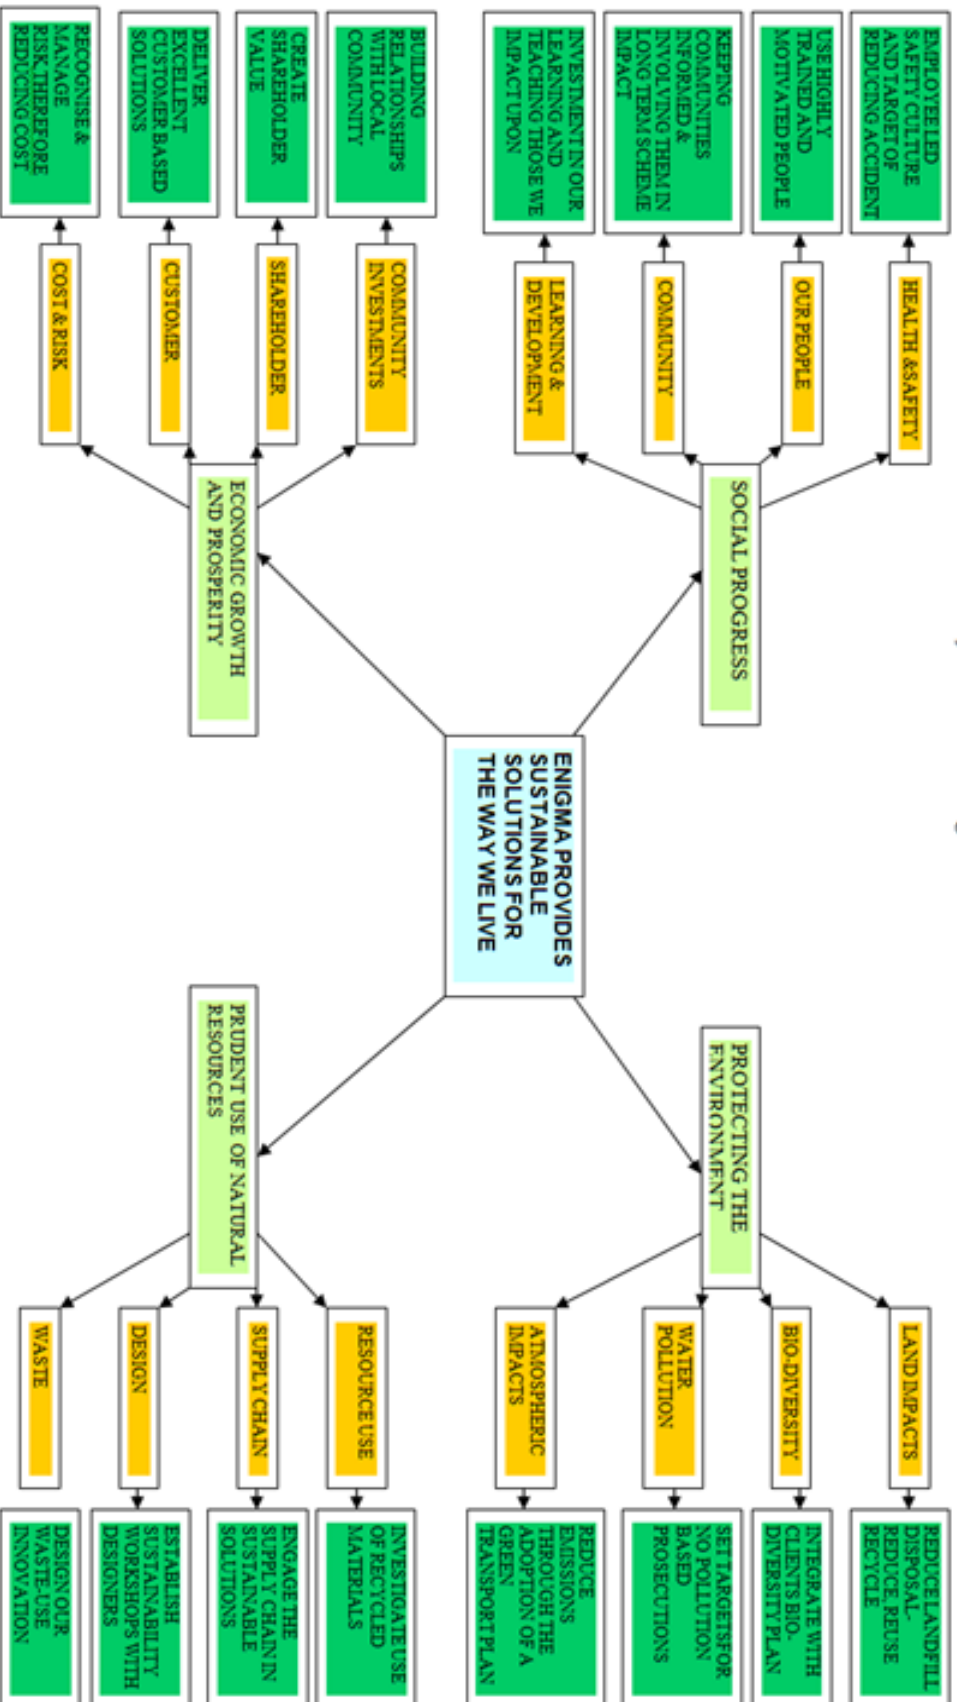 EMPLOYEE LED
SAFETY CULTURE
AND TARGET OF
REDUCING ACCIDENT
HEALTH &SAFETY
USE HIGHLY
TRAINED AND
MOTIVATED PEOPLE
OUR PEOPLE
KEEPING
COMMUNITIES
INFORMED &
INVOLVING THEM IN
LONG TERM SCHEME
IMPACT
COMMUNITY
INVESTMENT IN OUR
LEARNING AND
TEACHING THOSE WE
IMPACT UPON
LEARNING &
DEVELOPMENT
SOCIAL PROGRESS
LAND IMPACTS
REDUCE LANDFILL
DISPOSAL-
REDUCE, REUSE
RECYCLE
BIO-DIVERSITY
INTEGRATE WITH
CLIENTS BIO-
DIVERSITY PLAN
WATER
POLLUTION
SET TARGETS FOR
NO POLLUTION
BASED
PROSECUTIONS
ATMOSPHERIC
IMPACTS
REDUCE
EMISSIONS
THROUGH THE
ADOPTION OF A
GREEN
TRANSPORT PLAN
PROTECTING THE
ENVIRONMENT
ENIGMA PROVIDES
SUSTAINABLE
SOLUTIONS FOR
THE WAY WE LIVE
BUILDING
RELATIONSHIPS
WITH LOCAL
COMMUNITY
COMMUNITY
INVESTMENTS
CREATE
SHAREHOLDER
VALUE
SHAREHOLDER
DELIVER
EXCELLENT
CUSTOMER BASED
SOLUTIONS
CUSTOMER
RECOGNISE &
MANAGE
RISK, THEREFORE
REDUCING COST
COST & RISK
ECONOMIC GROWTH
AND PROSPERITY
PRUDENT USE OF NATURAL
RESOURCES
RESOURCE USE
INVESTIGATE USE
OF RECYCLED
MATERIALS
SUPPLY CHAIN
ENGAGE THE
SUPPLY CHAIN IN
SUSTAINABLE
SOLUTIONS
DESIGN
ESTABLISH
SUSTAINABILITY
WORKSHOPS WITH
DESIGNERS
WASTE
DESIGN OUR
WASTE-USE
INNOVATION